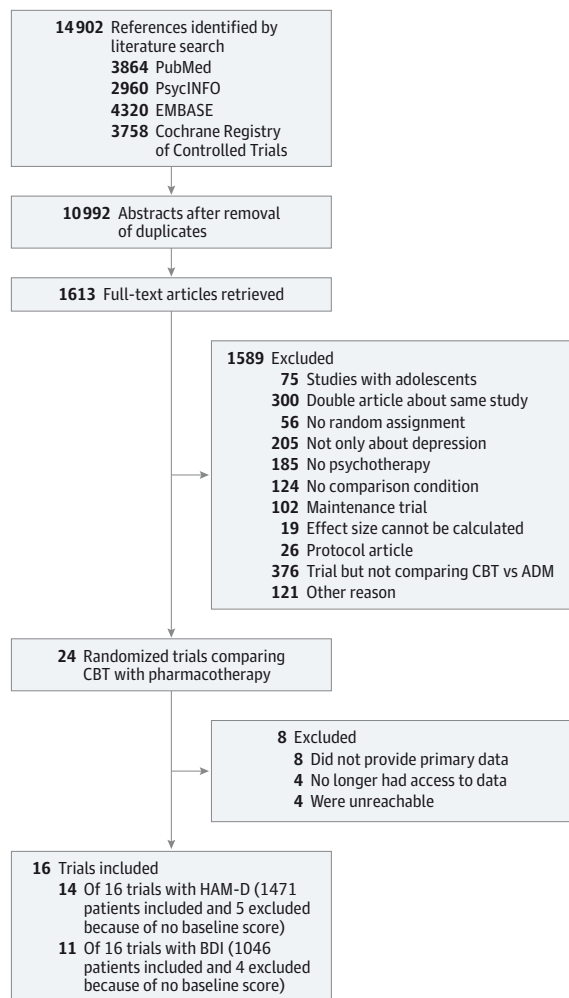 14902 References identified by
literature search
3864 PubMed
2960 PsycINFO
4320 EMBASE
3758 Cochrane Registry
of Controlled Trials
10992 Abstracts after removal
of duplicates
1613 Full-text articles retrieved
1589 Excluded
75 Studies with adolescents
300 Double article about same study
56 No random assignment
205 Not only about depression
185 No psychotherapy
124 No comparison condition
102 Maintenance trial
19 Effect size cannot be calculated
26 Protocol article
376 Trial but not comparing CBT vs ADM
121 Other reason
24 Randomized trials comparing
CBT with pharmacotherapy
8 Excluded
8 Did not provide primary data
4 No longer had access to data
4 Were unreachable
16 Trials included
14 Of 16 trials with HAM-D (1471
patients included and 5 excluded
because of no baseline score)
11 Of 16 trials with BDI (1046
patients included and 4 excluded
because of no baseline score)